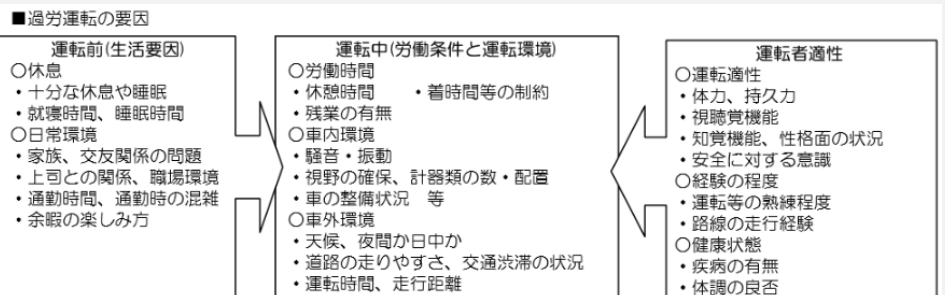 ■過労運転の要因
運転前(生活要因)
○休息
・十分な休息や睡眠
・就寝時間、睡眠時間
○日常環境
・家族、交友関係の問題
・上司との関係、職場環境
・通勤時間、通勤時の混雑
・余暇の楽しみ方
運転中(労働条件と運転環境)
○労働時間
・休憩時間　・着時間等の制約
・残業の有無
○車内環境
・騒音・振動
・視野の確保、計器類の数・配置
・車の整備状況　等
○車外環境
・天候、夜間か日中か
・道路の走りやすさ、交通渋滞の状況
・運転時間、走行距離
運転者適性
○運転適性
・体力、持久力
・視聴覚機能
・知覚機能、性格面の状況
・安全に対する意識
○経験の程度
・運転等の熟練程度
・路線の走行経験
○健康状態
・疾病の有無
・体調の良否